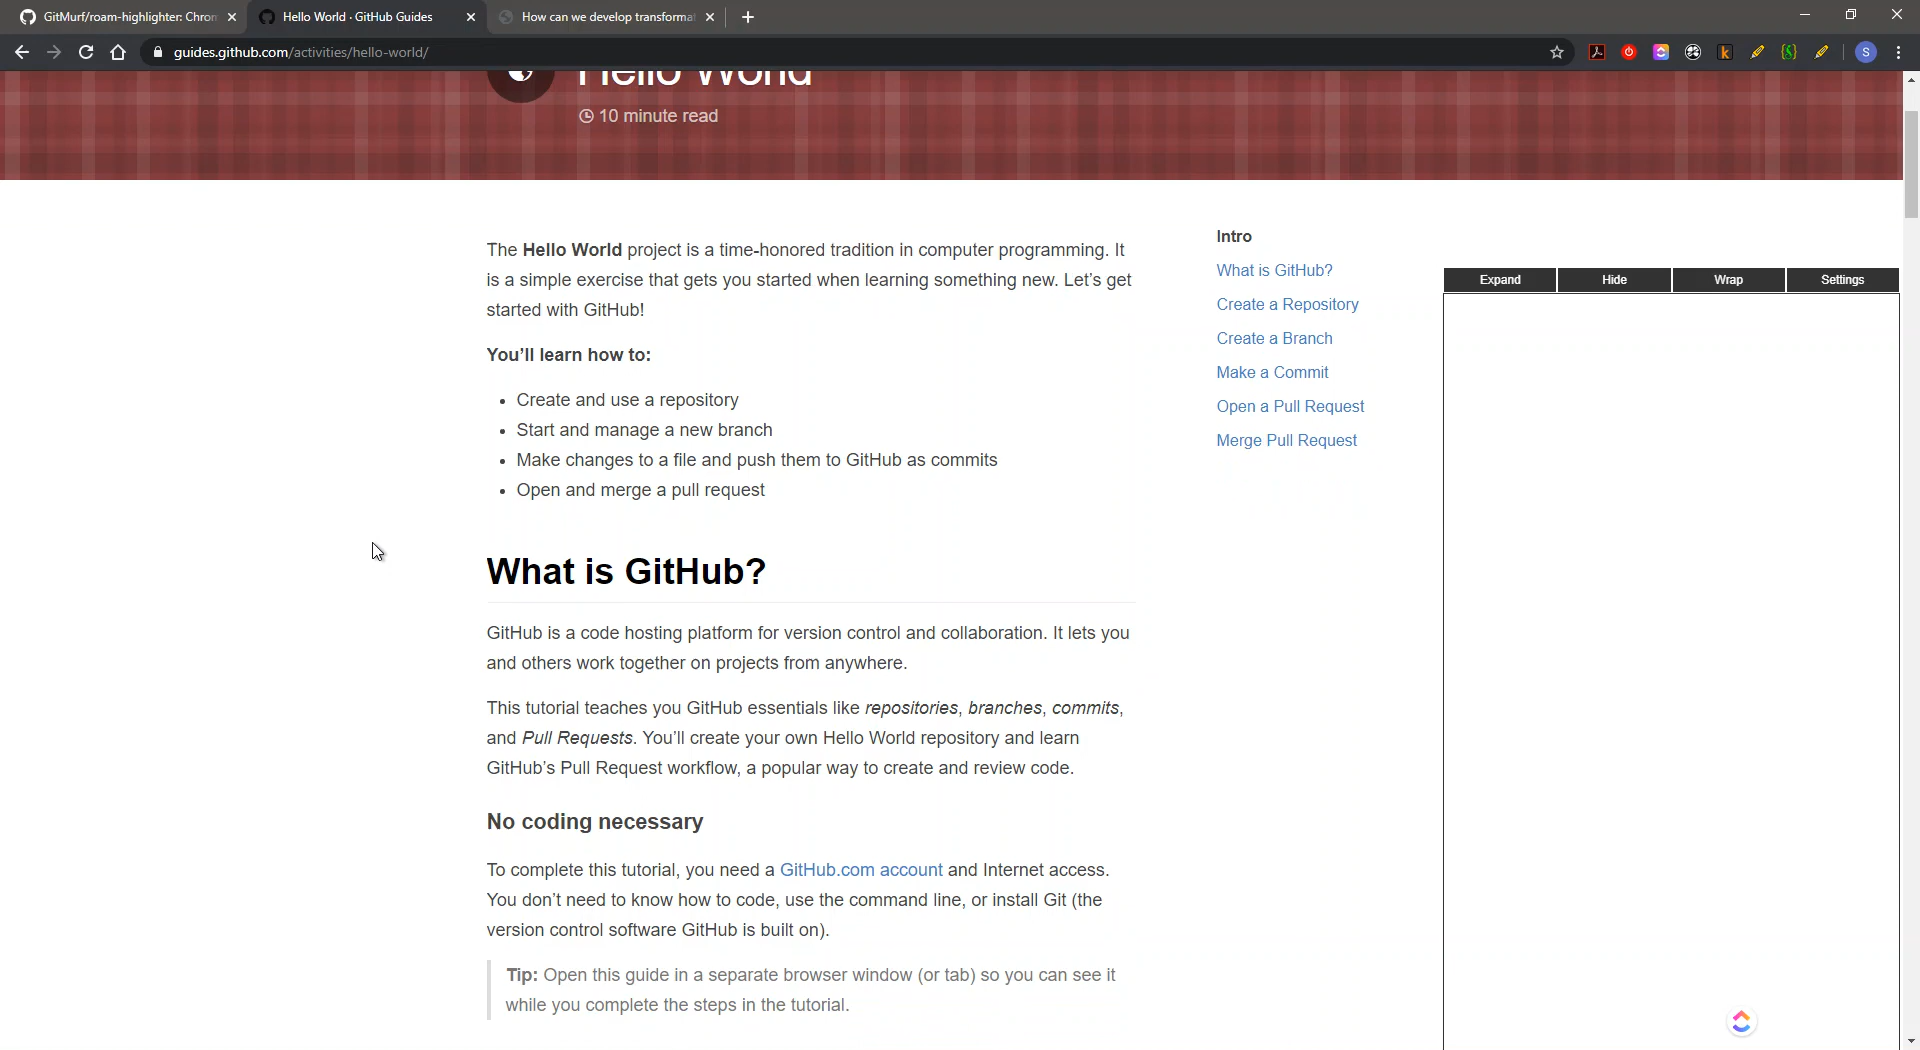 GitMurf/roam-highlighter: Chron
Hello World · GitHub Guides
How can we develop transforma
guides.github.com/activities/hello-world/
S
Hello World
10 minute read
The Hello World project is a time-honored tradition in computer programming. It
is a simple exercise that gets you started when learning something new. Let’s get
started with GitHub!
You’ll learn how to:
• Create and use a repository
• Start and manage a new branch
• Make changes to a file and push them to GitHub as commits
• Open and merge a pull request
What is GitHub?
GitHub is a code hosting platform for version control and collaboration. It lets you
and others work together on projects from anywhere.
This tutorial teaches you GitHub essentials like repositories, branches, commits,
and Pull Requests. You’ll create your own Hello World repository and learn
GitHub’s Pull Request workflow, a popular way to create and review code.
No coding necessary
To complete this tutorial, you need a GitHub.com account and Internet access.
You don’t need to know how to code, use the command line, or install Git (the
version control software GitHub is built on).
Tip: Open this guide in a separate browser window (or tab) so you can see it
while you complete the steps in the tutorial.
Intro
What is GitHub?
Create a Repository
Create a Branch
Make a Commit
Open a Pull Request
Merge Pull Request
Expand
Hide
Wrap
Settings